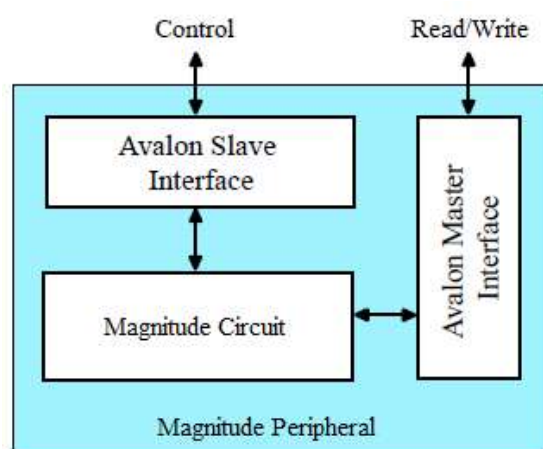 Control
Read/Write
Avalon Slave
Interface
Avalon Master
Interface
Magnitude Circuit
Magnitude Peripheral